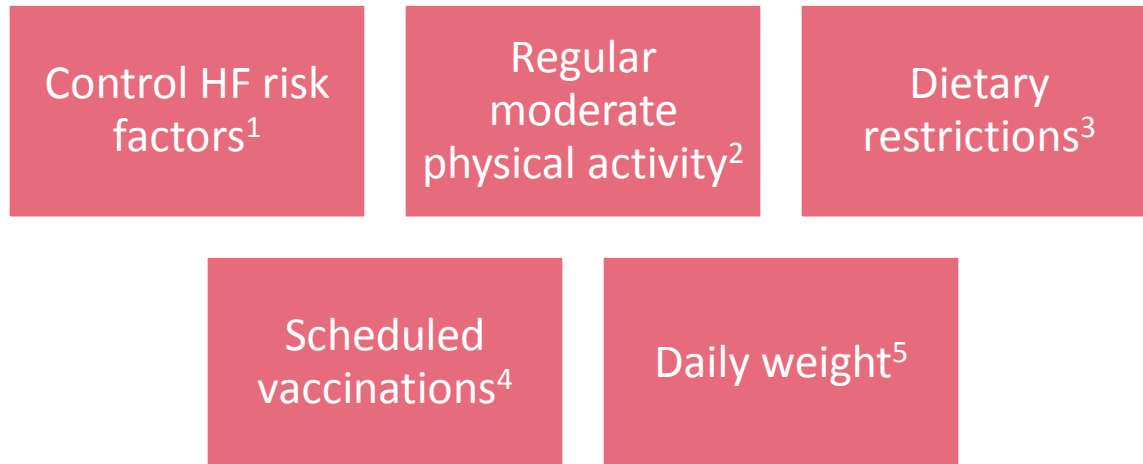 Control HF risk
factors¹
Regular
moderate
physical activity²
Dietary
restrictions³
Scheduled
vaccinations⁴
Daily weight⁵